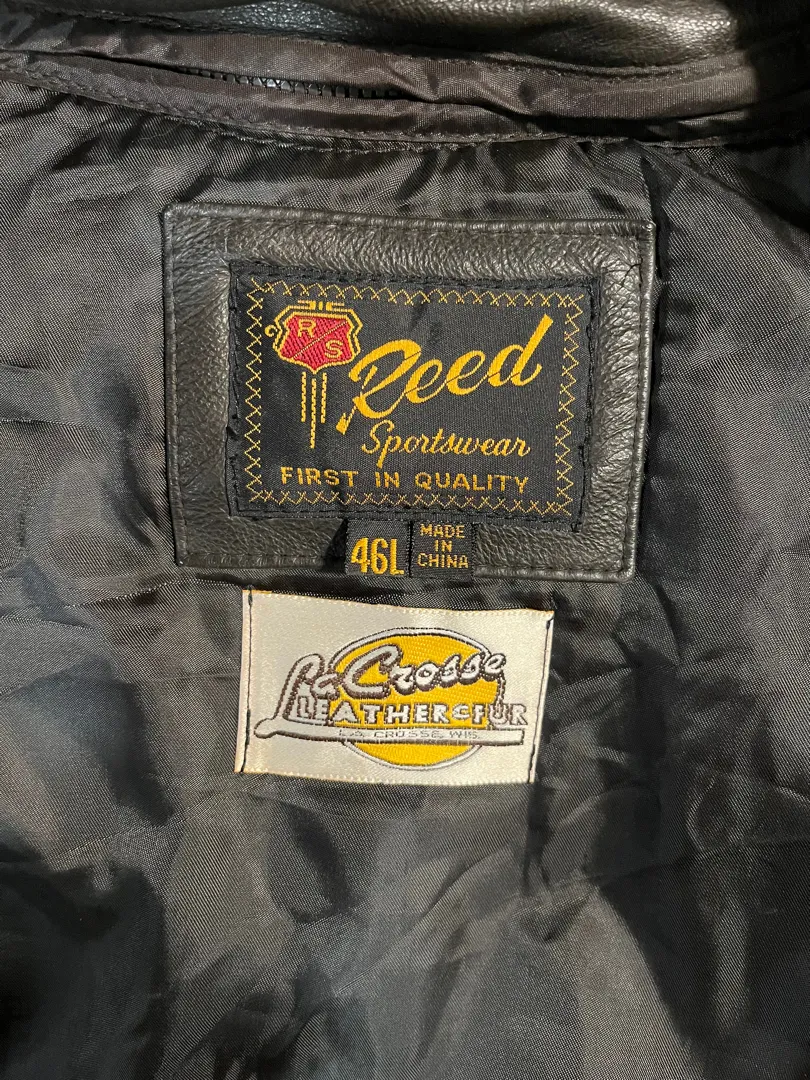 R
S
Reed
Sportswear
FIRST IN QUALITY
46L
MADE
IN
CHINA
La Crosse
LEATHER & FUR
LA CROSSE, WIS.